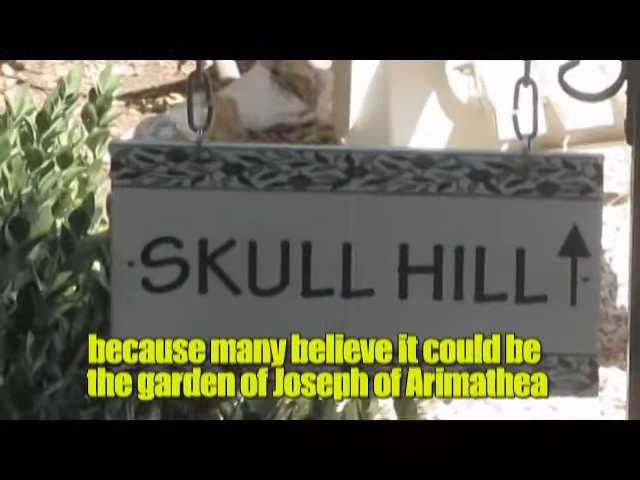 SKULL HILL
because many believe it could be
the garden of Joseph of Arimathea